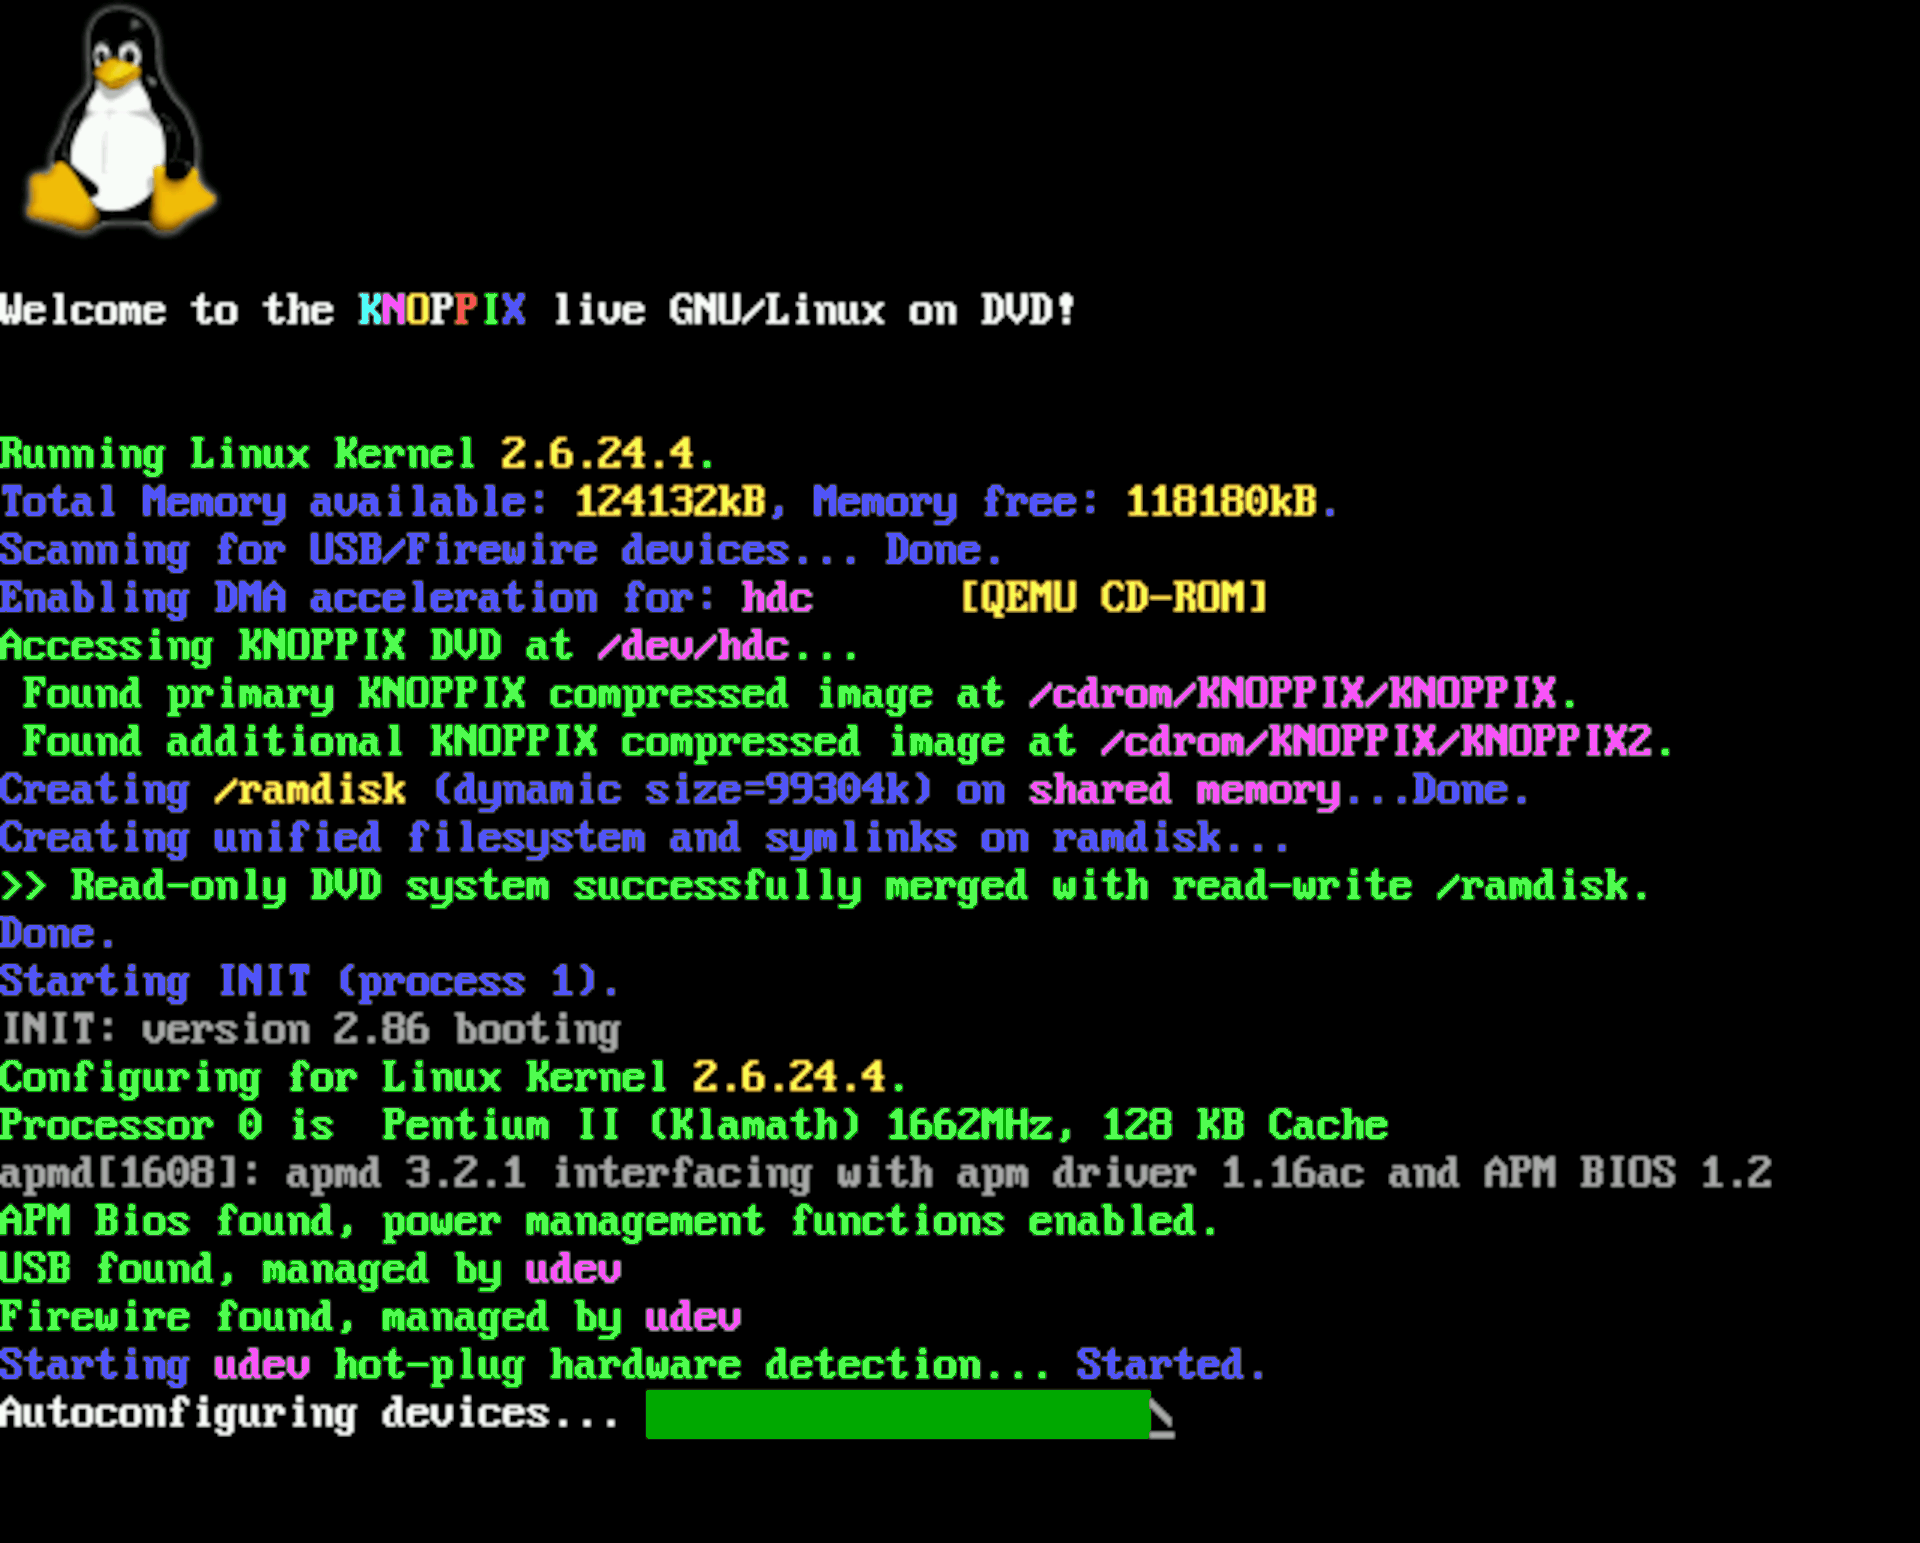 Welcome to the KNOPPIX live GNU/Linux on DVD!
Running Linux Kernel 2.6.24.4.
Total Memory available: 124132kB, Memory free: 118180kB.
Scanning for USB/Firewire devices... Done.
Enabling DMA acceleration for: hdc      [QEMU CD-ROM]
Accessing KNOPPIX DVD at /dev/hdc...
 Found primary KNOPPIX compressed image at /cdrom/KNOPPIX/KNOPPIX.
 Found additional KNOPPIX compressed image at /cdrom/KNOPPIX/KNOPPIX2.
Creating /ramdisk (dynamic size=99304k) on shared memory...Done.
Creating unified filesystem and symlinks on ramdisk...
>> Read-only DVD system successfully merged with read-write /ramdisk.
Done.
Starting INIT (process 1).
INIT: version 2.86 booting
Configuring for Linux Kernel 2.6.24.4.
Processor 0 is  Pentium II (Klamath) 1662MHz, 128 KB Cache
apmd[1608]: apmd 3.2.1 interfacing with apm driver 1.16ac and APM BIOS 1.2
APM Bios found, power management functions enabled.
USB found, managed by udev
Firewire found, managed by udev
Starting udev hot-plug hardware detection... Started.
Autoconfiguring devices... \